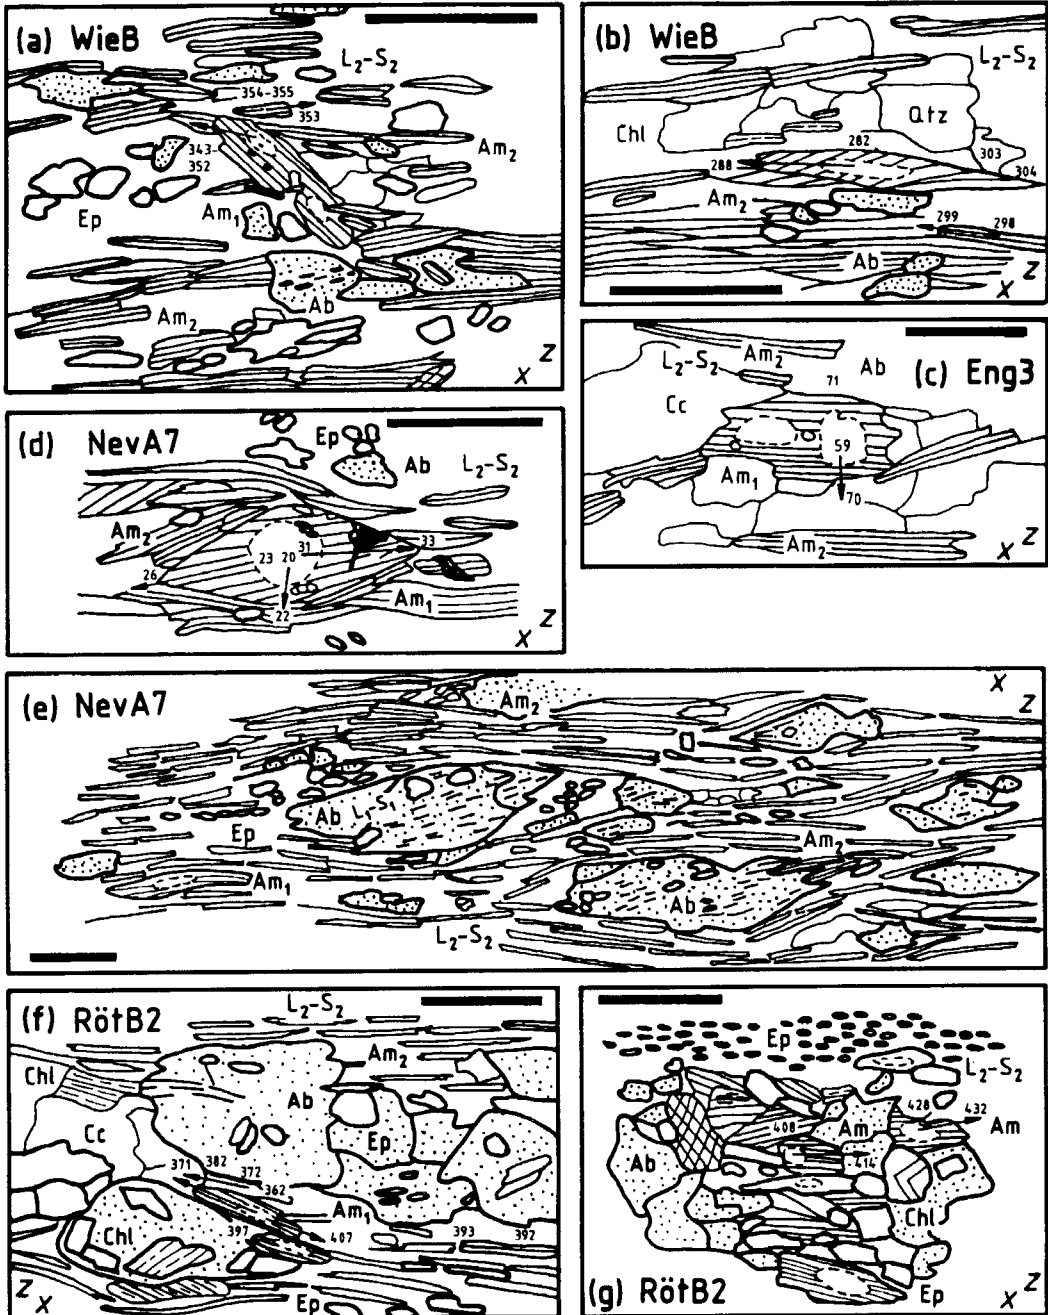 (a) WieB
L₂-S₂
354-355
353
343-
352
Am₂
Ep
Am₁
Ab
Am₂
Z
X
(b) WieB
L₂-S₂
Chl
Qtz
282
303
288
304
Am₂
299
298
Ab
Z
X
L₂-S₂
Am₂
Ab
(c) Eng3
71
Cc
59
Am₁
70
Am₂
X
Z
(d) NevA7
Ep
Ab
L₂-S₂
Am₂
33
31
23 20
26
22
Am₁
X
Z
(e) NevA7
Am₂
X
Z
Ab
L₁
S₁
Ep
Am₂
Am₁
Ab
L₂-S₂
(f) RötB2
L₂-S₂
Am₂
Chl
Ab
Cc
Ep
371
382
372
362
Am₁
397
407
393
392
Chl
Z
X
Ep
Ep
L₂-S₂
428
432
408
Am
Am
Ab
414
Chl
(g) RötB2
Ep
X
Z